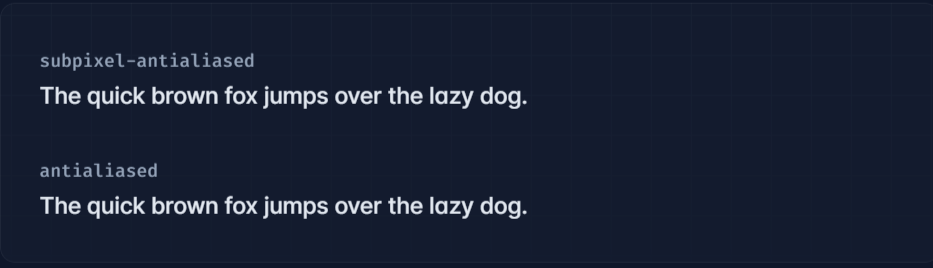 subpixel-antialiased
The quick brown fox jumps over the lazy dog.
antialiased
The quick brown fox jumps over the lazy dog.